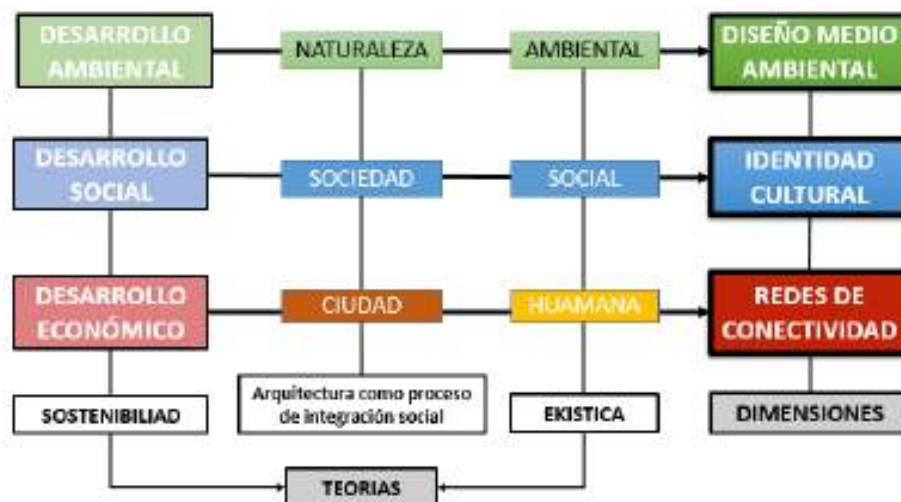 DESARROLLO
AMBIENTAL
NATURALEZA
AMBIENTAL
DISEÑO MEDIO
AMBIENTAL
DESARROLLO
SOCIAL
SOCIEDAD
SOCIAL
IDENTIDAD
CULTURAL
DESARROLLO
ECONÓMICO
CIUDAD
HUAMANA
REDES DE
CONECTIVIDAD
SOSTENIBILIAD
Arquitectura como proceso
de integración social
EKISTICA
DIMENSIONES
TEORIAS